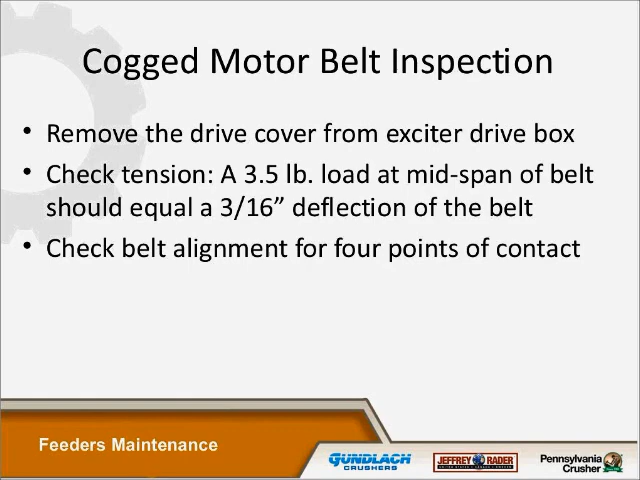 Cogged Motor Belt Inspection
• Remove the drive cover from exciter drive box
• Check tension: A 3.5 lb. load at mid-span of belt
should equal a 3/16” deflection of the belt
• Check belt alignment for four points of contact
Feeders Maintenance
GUNDLACH
CRUSHERS
JEFFREY RADER
Pennsylvania
Crusher